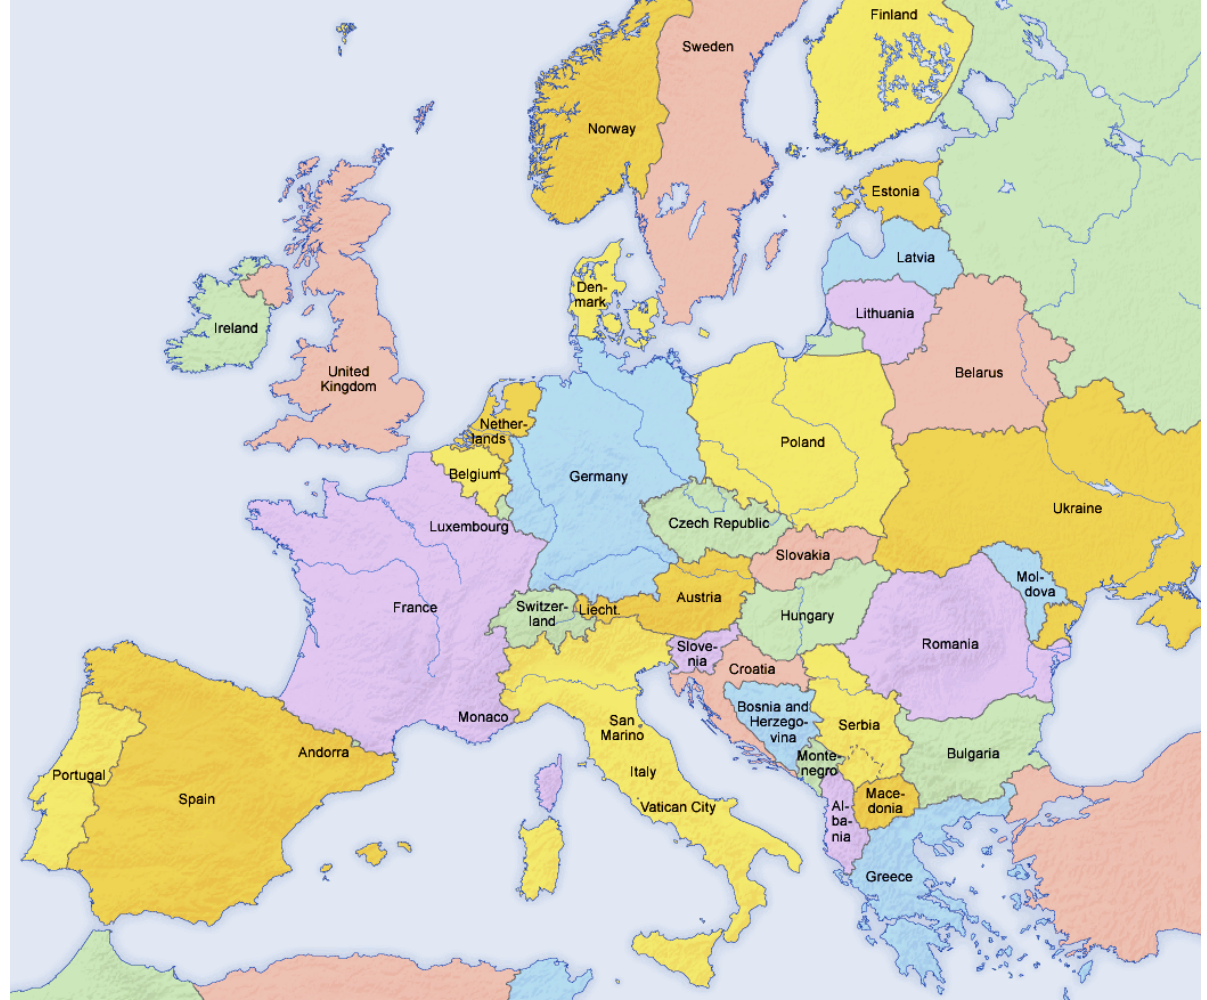 Finland
Sweden
Norway
Estonia
Latvia
Den-
mark
Lithuania
Ireland
United
Kingdom
Belarus
Nether-
lands
Poland
Belgium
Germany
Ukraine
Luxembourg
Czech Republic
Slovakia
Mol-
dova
Switzer-
land
Liecht.
Austria
France
Hungary
Romania
Slove-
nia
Croatia
Monaco
Bosnia and
Herzego-
vina
San
Marino
Serbia
Andorra
Bulgaria
Monte-
negro
Portugal
Italy
Spain
Mace-
donia
Vatican City
Al-
ba-
nia
Greece